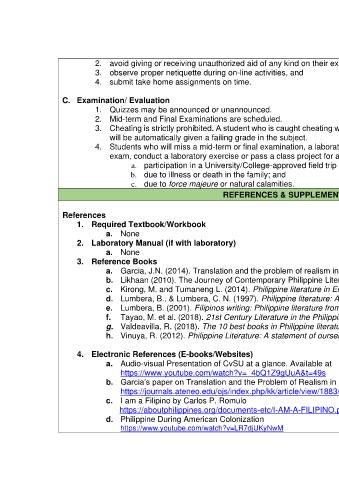 2. avoid giving or receiving unauthorized aid of any kind on their ex
3. observe proper netiquette during on-line activities, and
4. submit take home assignments on time.
C. Examination/ Evaluation
1. Quizzes may be announced or unannounced.
2. Mid-term and Final Examinations are scheduled.
3. Cheating is strictly prohibited. A student who is caught cheating w
will be automatically given a failing grade in the subject.
4. Students who will miss a mid-term or final examination, a laborat
exam, conduct a laboratory exercise or pass a class project for a
a. participation in a University/College-approved field trip
b. due to illness or death in the family; and
c. due to force majeure or natural calamities.
REFERENCES & SUPPLEMEN
References
1. Required Textbook/Workbook
a. None
2. Laboratory Manual (if with laboratory)
a. None
3. Reference Books
a. Garcia, J.N. (2014). Translation and the problem of realism in
b. Likhaan (2010). The Journal of Contemporary Philippine Lite
c. Kirong, M. and Tumaneng L. (2014). Philippine literature in E
d. Lumbera, B., & Lumbera, C. N. (1997). Philippine literature: A
e. Lumbera, B. (2001). Filipinos writing: Philippine literature from
f. Tayao, M. et al. (2018). 21st Century Literature in the Philippi
g. Valdeavilla, R. (2018). The 10 best books in Philippine literatu
h. Vinuya, R. (2012). Philippine Literature: A statement of ourse
4. Electronic References (E-books/Websites)
a. Audio-visual Presentation of CvSU at a glance. Available at
https://www.youtube.com/watch?v=_4bQ1Z9gUuA&t=49s
b. Garcia's paper on Translation and the Problem of Realism in
https://journals.ateneo.edu/ojs/index.php/kk/article/view/1883/
c. I am a Filipino by Carlos P. Romulo
https://aboutphilippines.org/documents-etc/I-AM-A-FILIPINO.p
d. Philippine During American Colonization
https://www.youtube.com/watch?v=LR7djUKyNwM